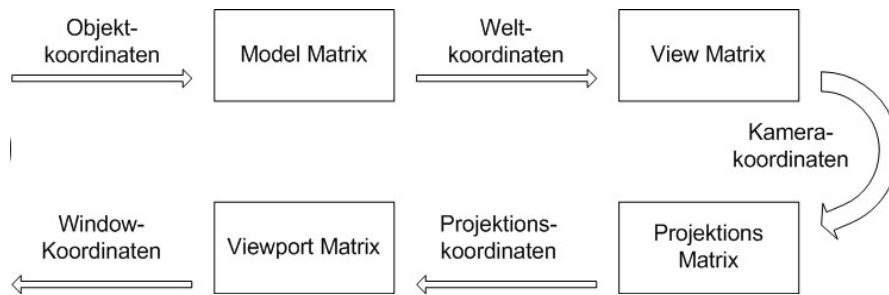 Objekt-
koordinaten
Model Matrix
Welt-
koordinaten
View Matrix
Kamera-
koordinaten
Projektions
Matrix
Projektions-
koordinaten
Viewport Matrix
Window-
Koordinaten